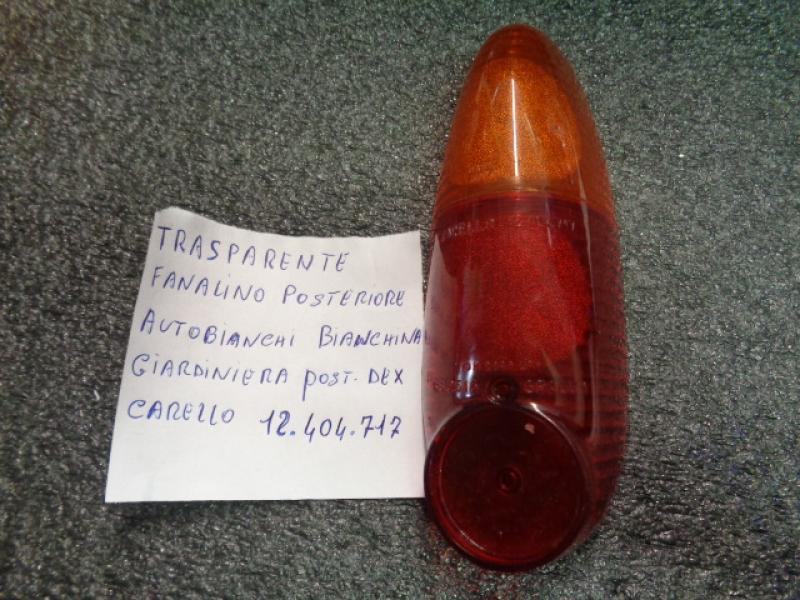 TRASPARENTE
FANALINO POSTERIORE
AUTOBIANCHI BIANCHINA
GIARDINIERA POST. DEX
CARELLO 12.404.717